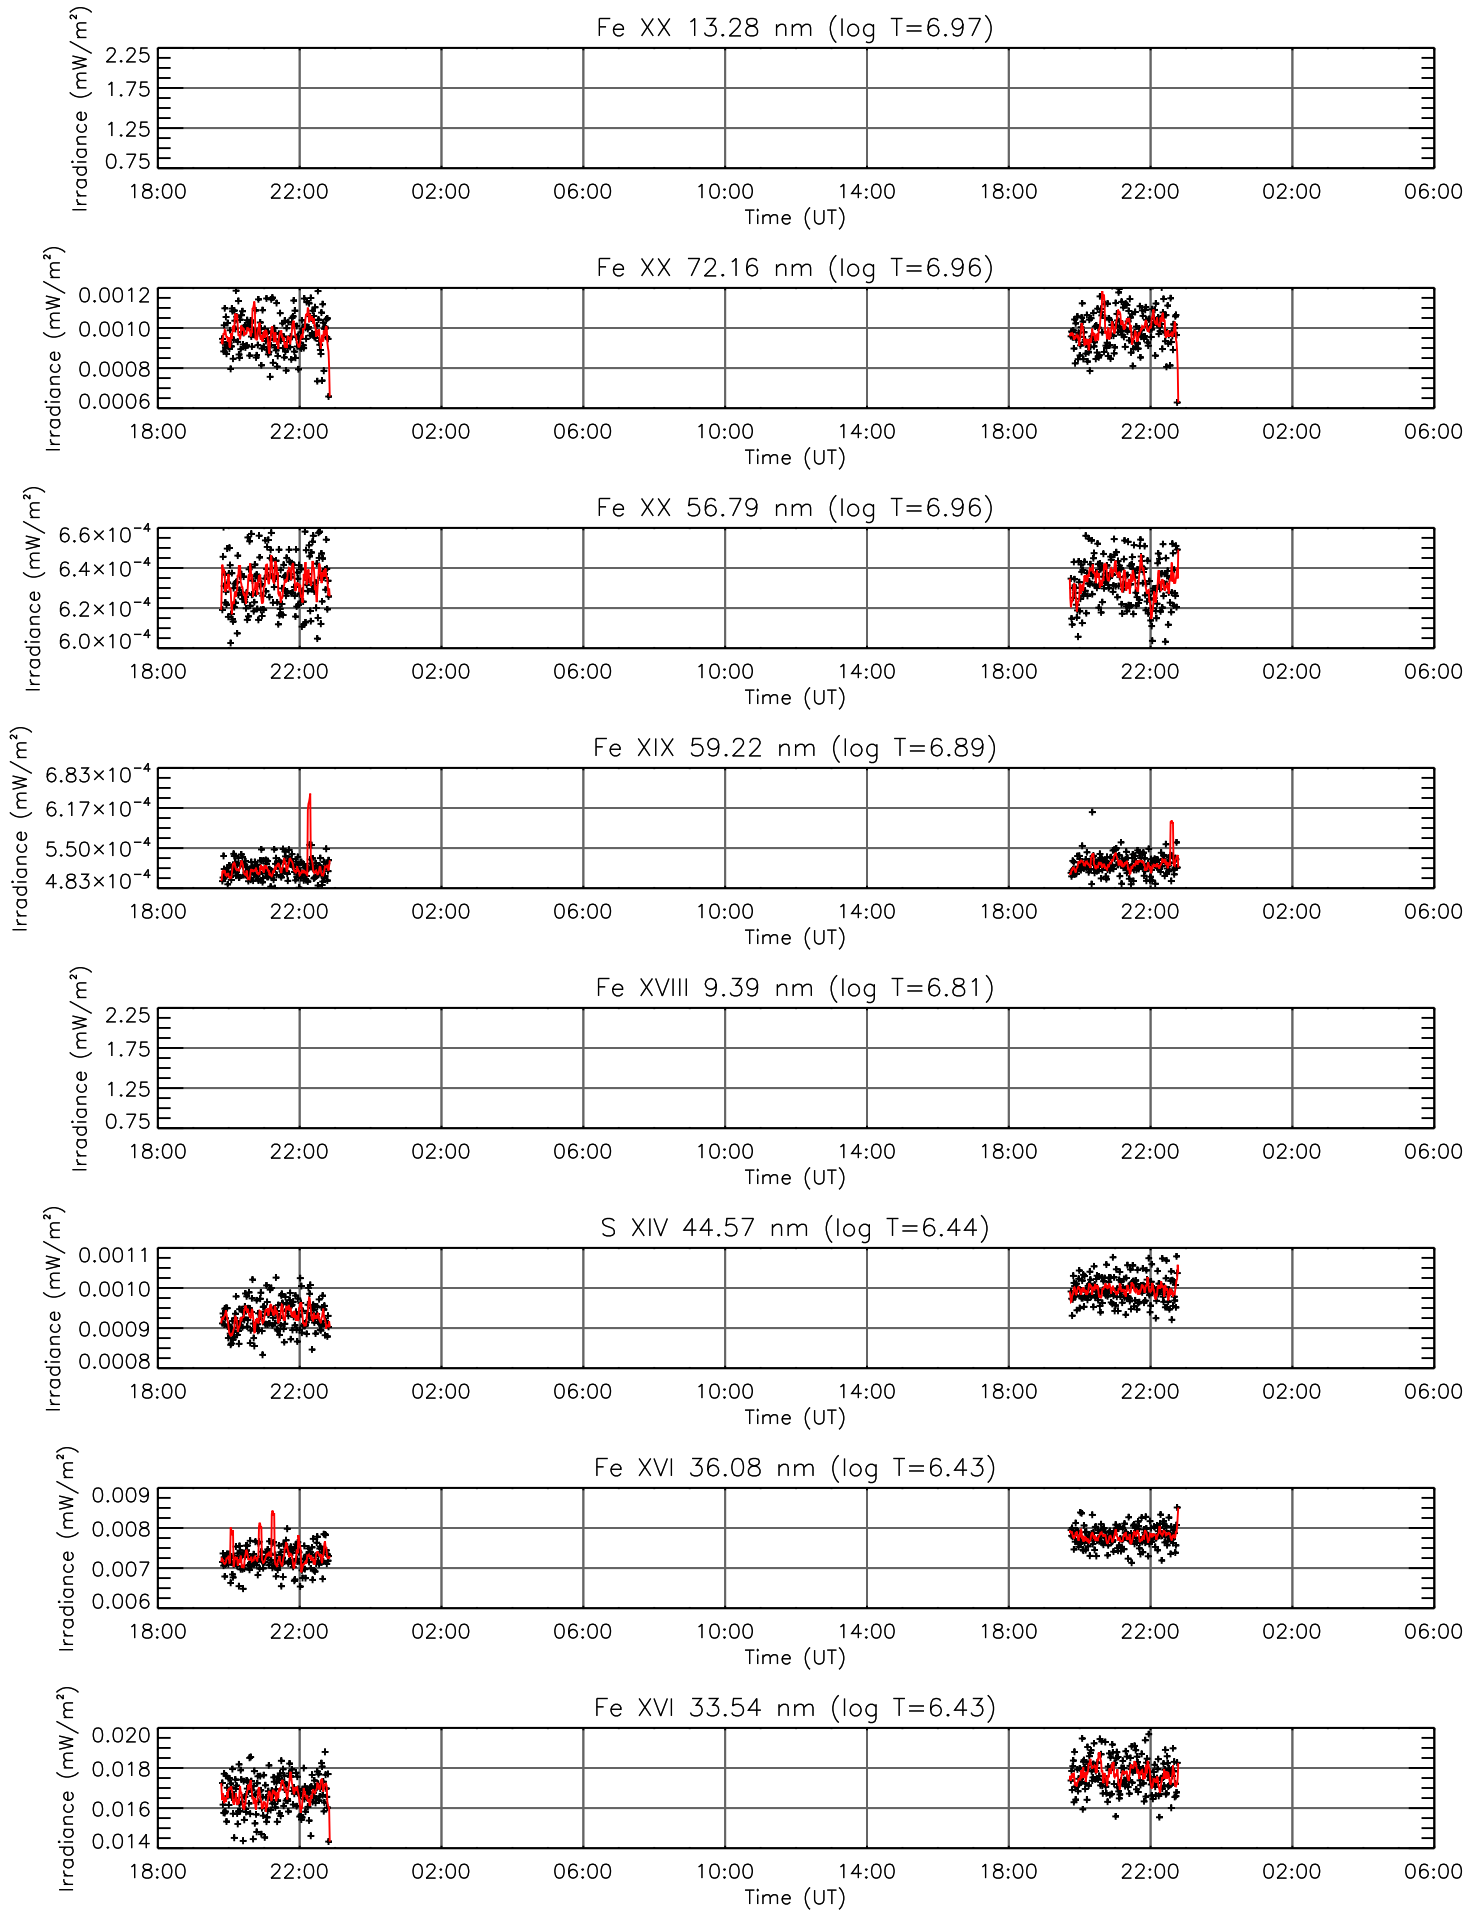 Fe XX 13.28 nm (log T=6.97)
Irradiance (mW/m²)
2.25
1.75
1.25
0.75
18:00 22:00 02:00 06:00 10:00 14:00 18:00 22:00 02:00 06:00
Time (UT)
Fe XX 72.16 nm (log T=6.96)
Irradiance (mW/m²)
0.0012
0.0010
0.0008
0.0006
18:00 22:00 02:00 06:00 10:00 14:00 18:00 22:00 02:00 06:00
Time (UT)
Fe XX 56.79 nm (log T=6.96)
Irradiance (mW/m²)
6.6×10⁻⁴
6.4×10⁻⁴
6.2×10⁻⁴
6.0×10⁻⁴
18:00 22:00 02:00 06:00 10:00 14:00 18:00 22:00 02:00 06:00
Time (UT)
Fe XIX 59.22 nm (log T=6.89)
Irradiance (mW/m²)
6.83×10⁻⁴
6.17×10⁻⁴
5.50×10⁻⁴
4.83×10⁻⁴
18:00 22:00 02:00 06:00 10:00 14:00 18:00 22:00 02:00 06:00
Time (UT)
Fe XVIII 9.39 nm (log T=6.81)
Irradiance (mW/m²)
2.25
1.75
1.25
0.75
18:00 22:00 02:00 06:00 10:00 14:00 18:00 22:00 02:00 06:00
Time (UT)
S XIV 44.57 nm (log T=6.44)
Irradiance (mW/m²)
0.0011
0.0010
0.0009
0.0008
18:00 22:00 02:00 06:00 10:00 14:00 18:00 22:00 02:00 06:00
Time (UT)
Fe XVI 36.08 nm (log T=6.43)
Irradiance (mW/m²)
0.009
0.008
0.007
0.006
18:00 22:00 02:00 06:00 10:00 14:00 18:00 22:00 02:00 06:00
Time (UT)
Fe XVI 33.54 nm (log T=6.43)
Irradiance (mW/m²)
0.020
0.018
0.016
0.014
18:00 22:00 02:00 06:00 10:00 14:00 18:00 22:00 02:00 06:00
Time (UT)